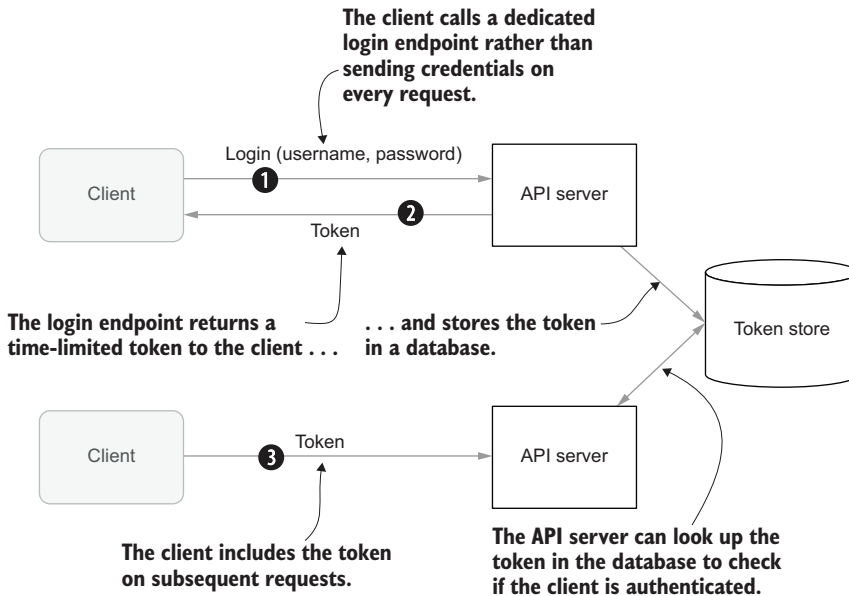 The client calls a dedicated
login endpoint rather than
sending credentials on
every request.
Login (username, password)
Client
1
API server
2
Token
The login endpoint returns a
time-limited token to the client . . .
. . . and stores the token
in a database.
Token store
Client
Token
3
API server
The client includes the token
on subsequent requests.
The API server can look up the
token in the database to check
if the client is authenticated.